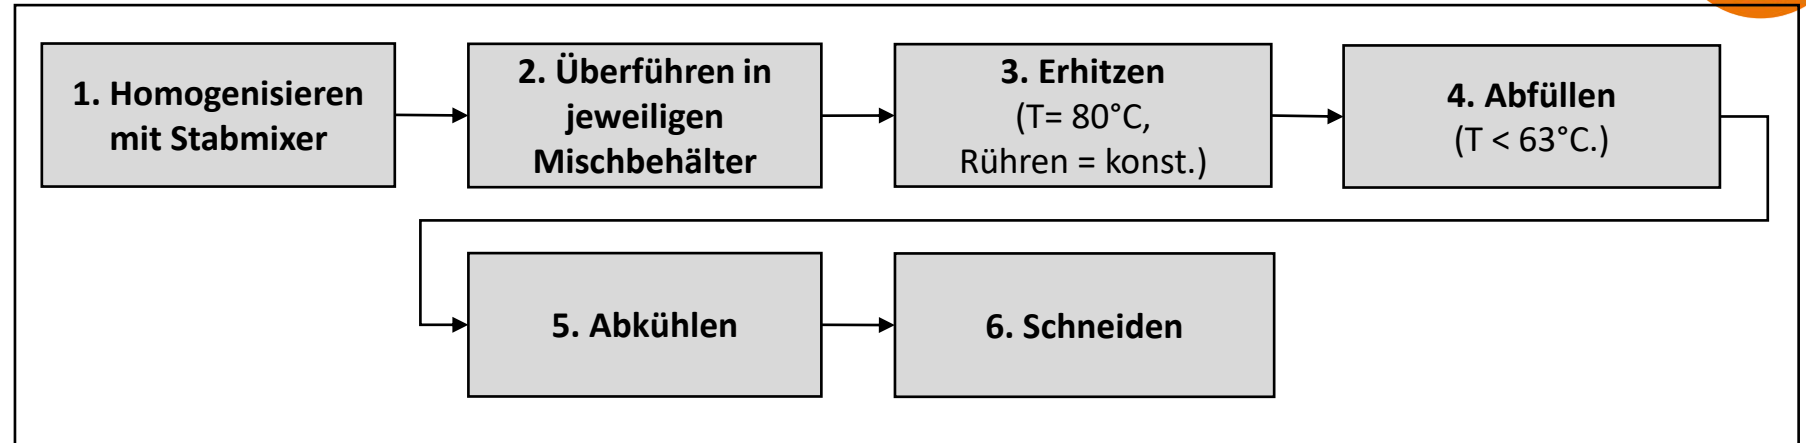 1. Homogenisieren
mit Stabmixer
2. Überführen in
jeweiligen
Mischbehälter
3. Erhitzen
(T= 80°C,
Rühren = konst.)
4. Abfüllen
(T < 63°C.)
5. Abkühlen
6. Schneiden